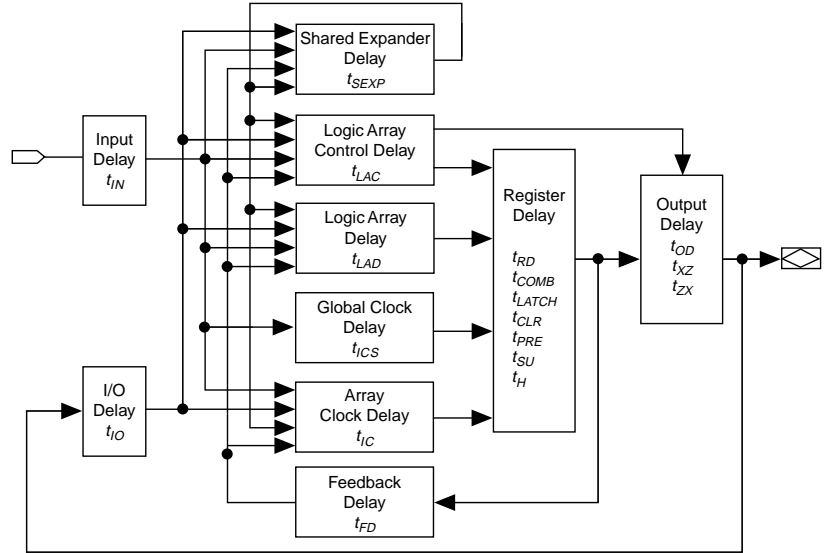 Shared Expander
Delay
tSEXP
Input
Delay
tIN
Logic Array
Control Delay
tLAC
Register
Delay
tRD
tCOMB
tLATCH
tCLR
tPRE
tSU
tH
Output
Delay
tOD
tXZ
tZX
Logic Array
Delay
tLAD
Global Clock
Delay
tICS
I/O
Delay
tIO
Array
Clock Delay
tIC
Feedback
Delay
tFD